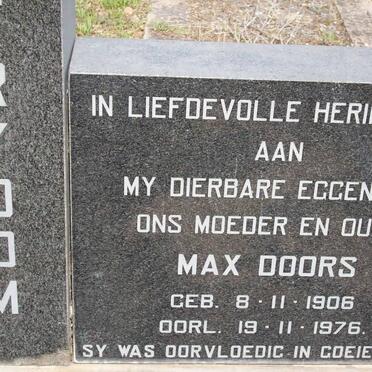 R
Y
O
O
M
IN LIEFDEVOLLE HERI
AAN
MY DIERBARE EGGEN
ONS MOEDER EN OU
MAX DOORS
GEB. 8·11·1906
OORL. 19·11·1976.
SY WAS OORVLOEDIG IN GOEIE